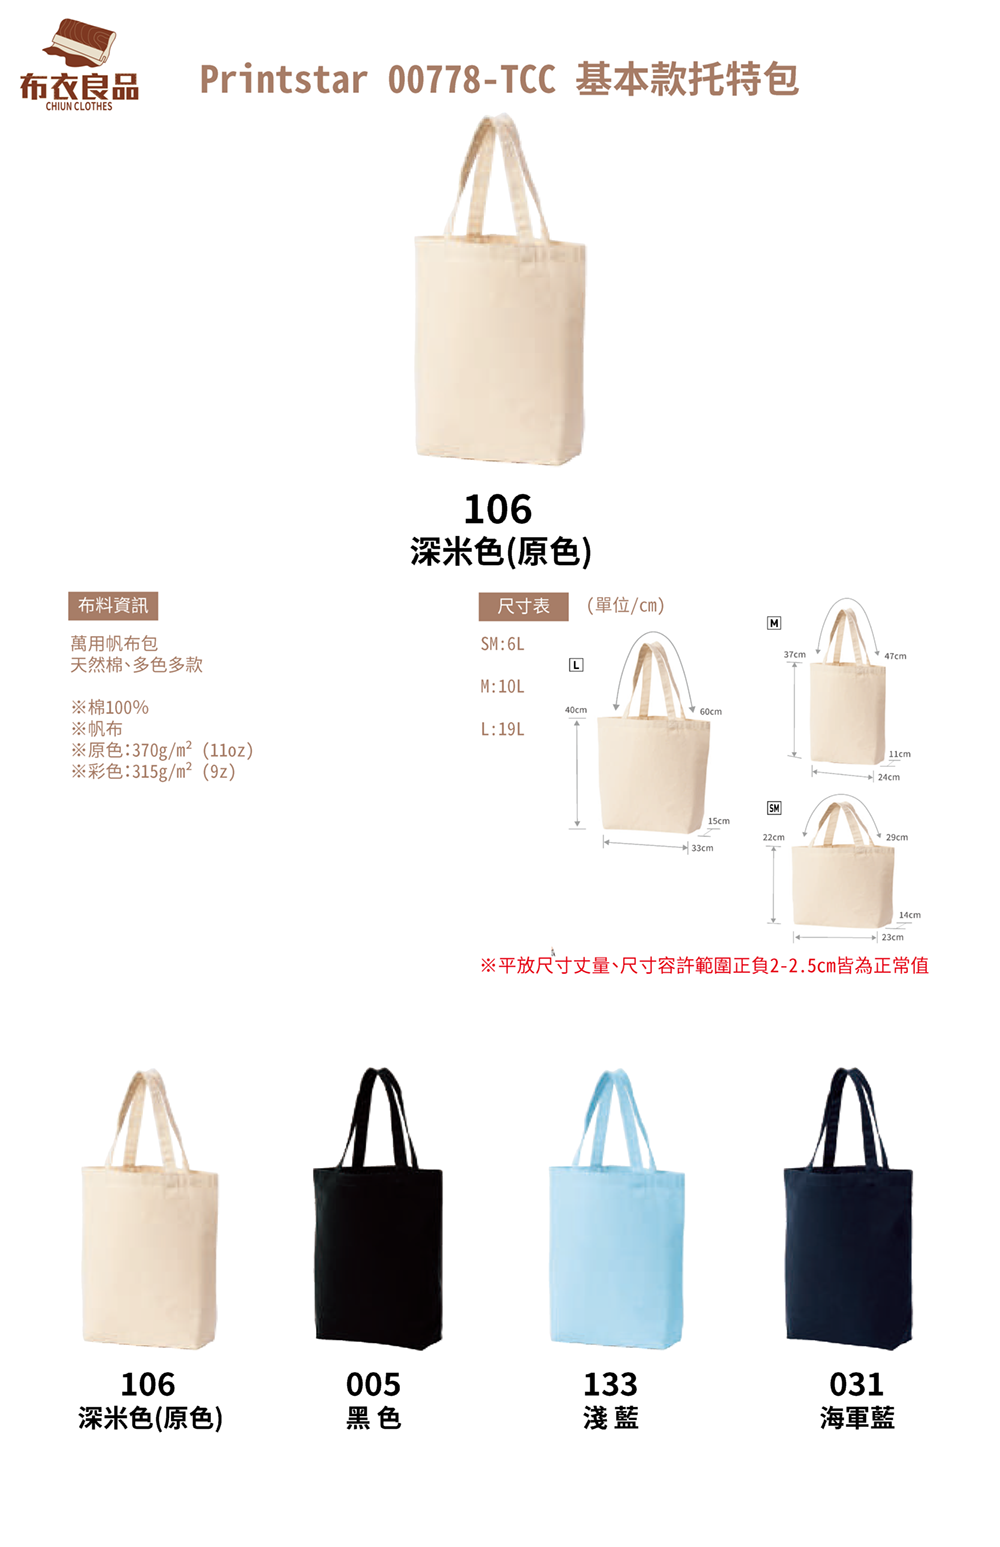 布衣良品
CHIUN CLOTHES
Printstar 00778-TCC 基本款托特包
106
深米色(原色)
布料資訊
萬用帆布包
天然棉、多色多款
※棉100%
※帆布
※原色:370g/m² (11oz)
※彩色:315g/m² (9z)
尺寸表 (單位/cm)
SM:6L
M:10L
L:19L
L
40cm
60cm
15cm
33cm
M
37cm
47cm
11cm
24cm
SM
22cm
29cm
14cm
23cm
※平放尺寸丈量、尺寸容許範圍正負2-2.5cm皆為正常值
106
深米色(原色)
005
黑色
133
淺藍
031
海軍藍